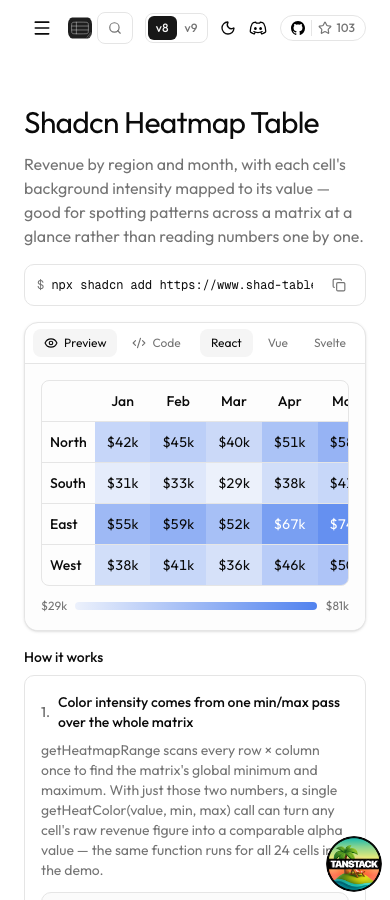 v8 v9 103
Shadcn Heatmap Table
Revenue by region and month, with each cell's
background intensity mapped to its value —
good for spotting patterns across a matrix at a
glance rather than reading numbers one by one.
$ npx shadcn add https://www.shad-table
Preview Code React Vue Svelte
Jan Feb Mar Apr
North $42k $45k $40k $51k
South $31k $33k $29k $38k
East $55k $59k $52k $67k
West $38k $41k $36k $46k
$29k $81k
How it works
1. Color intensity comes from one min/max pass
over the whole matrix
getHeatmapRange scans every row × column
once to find the matrix's global minimum and
maximum. With just those two numbers, a single
getHeatColor(value, min, max) call can turn any
cell's raw revenue figure into a comparable alpha
value — the same function runs for all 24 cells in
the demo.
TANSTACK